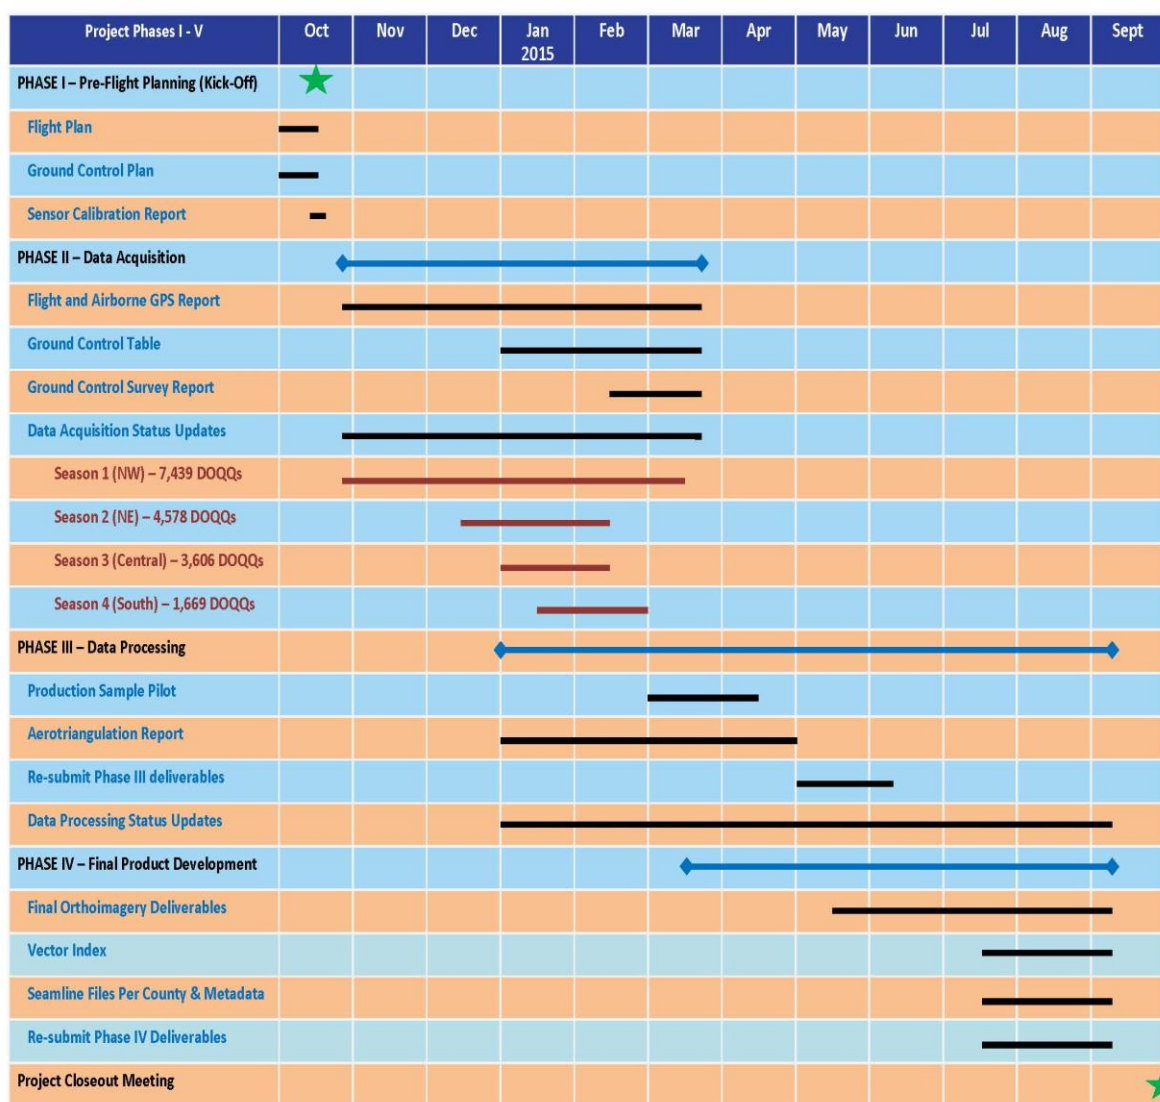 Project Phases I - V Oct Nov Dec Jan Feb Mar Apr May Jun Jul Aug Sept
2015
PHASE I – Pre-Flight Planning (Kick-Off)
Flight Plan
Ground Control Plan
Sensor Calibration Report
PHASE II – Data Acquisition
Flight and Airborne GPS Report
Ground Control Table
Ground Control Survey Report
Data Acquisition Status Updates
Season 1 (NW) – 7,439 DOQQs
Season 2 (NE) – 4,578 DOQQs
Season 3 (Central) – 3,606 DOQQs
Season 4 (South) – 1,669 DOQQs
PHASE III – Data Processing
Production Sample Pilot
Aerotriangulation Report
Re-submit Phase III deliverables
Data Processing Status Updates
PHASE IV – Final Product Development
Final Orthoimagery Deliverables
Vector Index
Seamline Files Per County & Metadata
Re-submit Phase IV Deliverables
Project Closeout Meeting